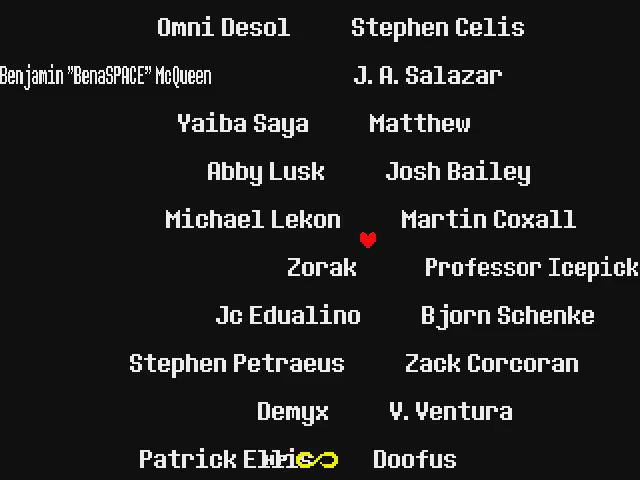 Omni Desol Stephen Celis
Benjamin "BenaSPACE" McQueen J. A. Salazar
Yaiba Saya Matthew
Abby Lusk Josh Bailey
Michael Lekon Martin Coxall
Zorak Professor Icepick
Jc Edualino Bjorn Schenke
Stephen Petraeus Zack Corcoran
Demyx V. Ventura
Patrick Doofus